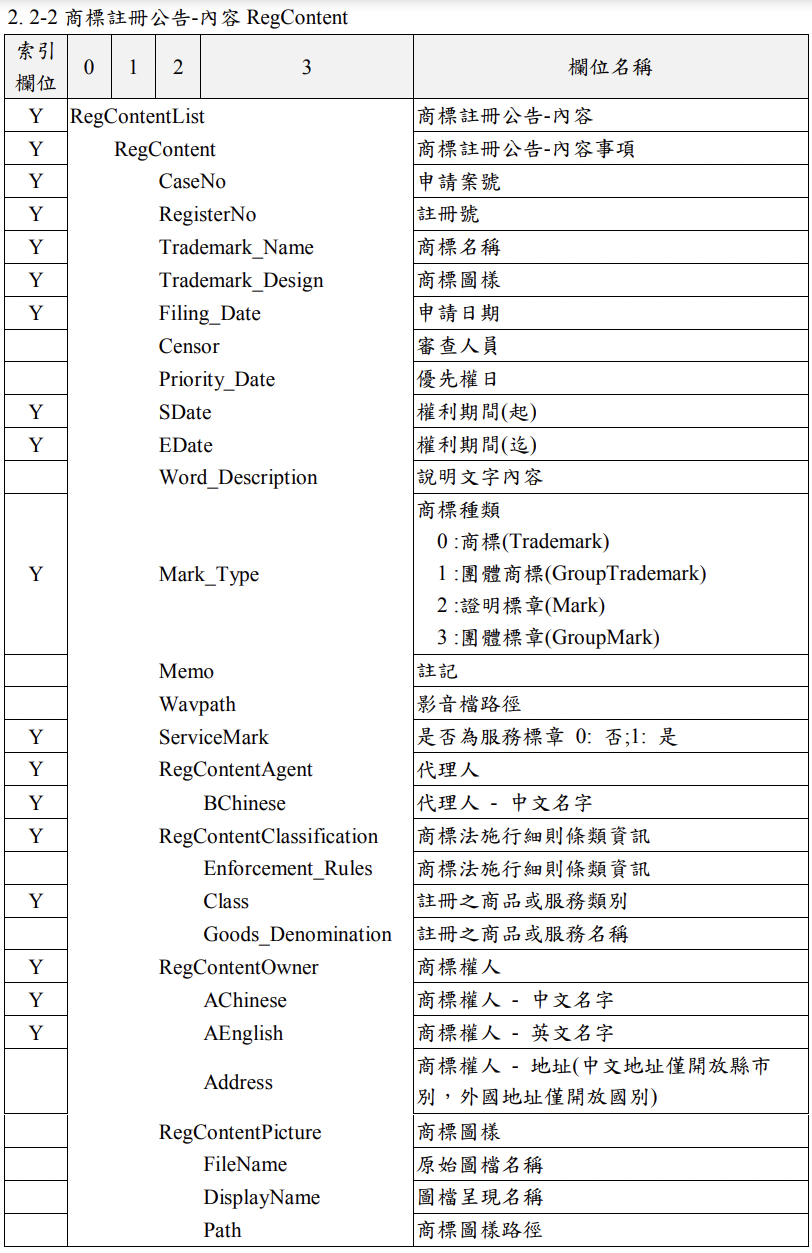 2. 2-2 商標註冊公告-內容 RegContent
索引欄位 0 1 2 3 欄位名稱
Y RegContentList 商標註冊公告-內容
Y RegContent 商標註冊公告-內容事項
Y CaseNo 申請案號
Y RegisterNo 註冊號
Y Trademark_Name 商標名稱
Y Trademark_Design 商標圖樣
Y Filing_Date 申請日期
Censor 審查人員
Priority_Date 優先權日
Y SDate 權利期間(起)
Y EDate 權利期間(迄)
Word_Description 說明文字內容
Y Mark_Type 商標種類
0 :商標(Trademark)
1 :團體商標(GroupTrademark)
2 :證明標章(Mark)
3 :團體標章(GroupMark)
Memo 註記
Wavpath 影音檔路徑
Y ServiceMark 是否為服務標章 0: 否;1: 是
Y RegContentAgent 代理人
Y BChinese 代理人 - 中文名字
Y RegContentClassification 商標法施行細則條類資訊
Enforcement_Rules 商標法施行細則條類資訊
Y Class 註冊之商品或服務類別
Goods_Denomination 註冊之商品或服務名稱
Y RegContentOwner 商標權人
Y AChinese 商標權人 - 中文名字
Y AEnglish 商標權人 - 英文名字
Address 商標權人 - 地址(中文地址僅開放縣市
別，外國地址僅開放國別)
RegContentPicture 商標圖樣
FileName 原始圖檔名稱
DisplayName 圖檔呈現名稱
Path 商標圖樣路徑